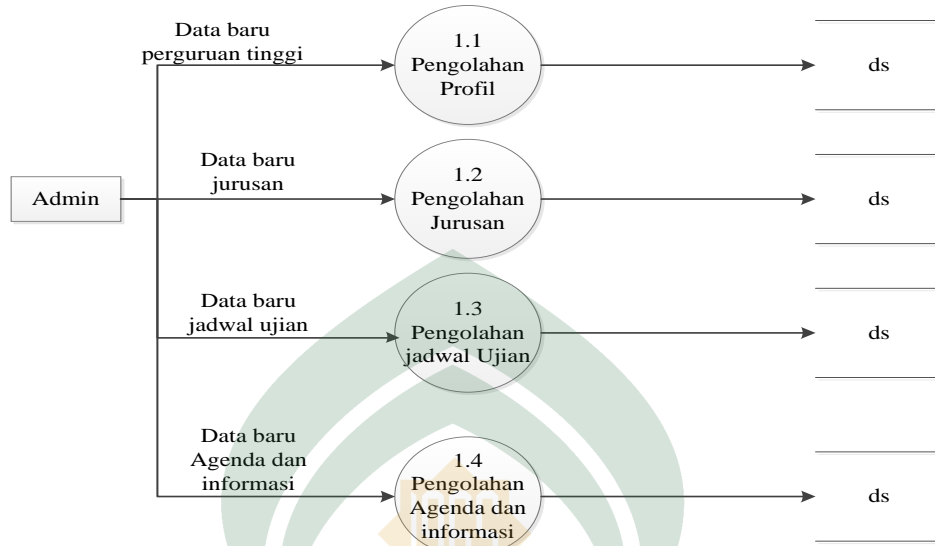 Data baru
perguruan tinggi
1.1
Pengolahan
Profil
ds
Data baru
jurusan
Admin
1.2
Pengolahan
Jurusan
ds
Data baru
jadwal ujian
1.3
Pengolahan
jadwal Ujian
ds
Data baru
Agenda dan
informasi
1.4
Pengolahan
Agenda dan
informasi
ds